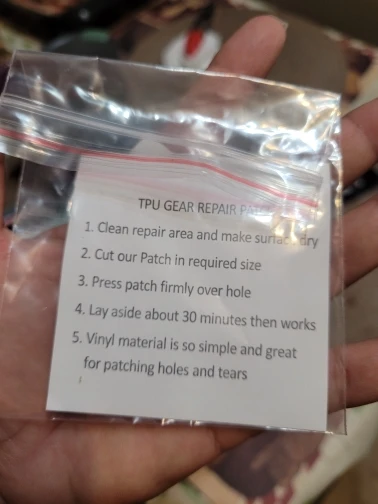 TPU GEAR REPAIR
1. Clean repair area and make surface dry
2. Cut our Patch in required size
3. Press patch firmly over hole
4. Lay aside about 30 minutes then works
5. Vinyl material is so simple and great
for patching holes and tears